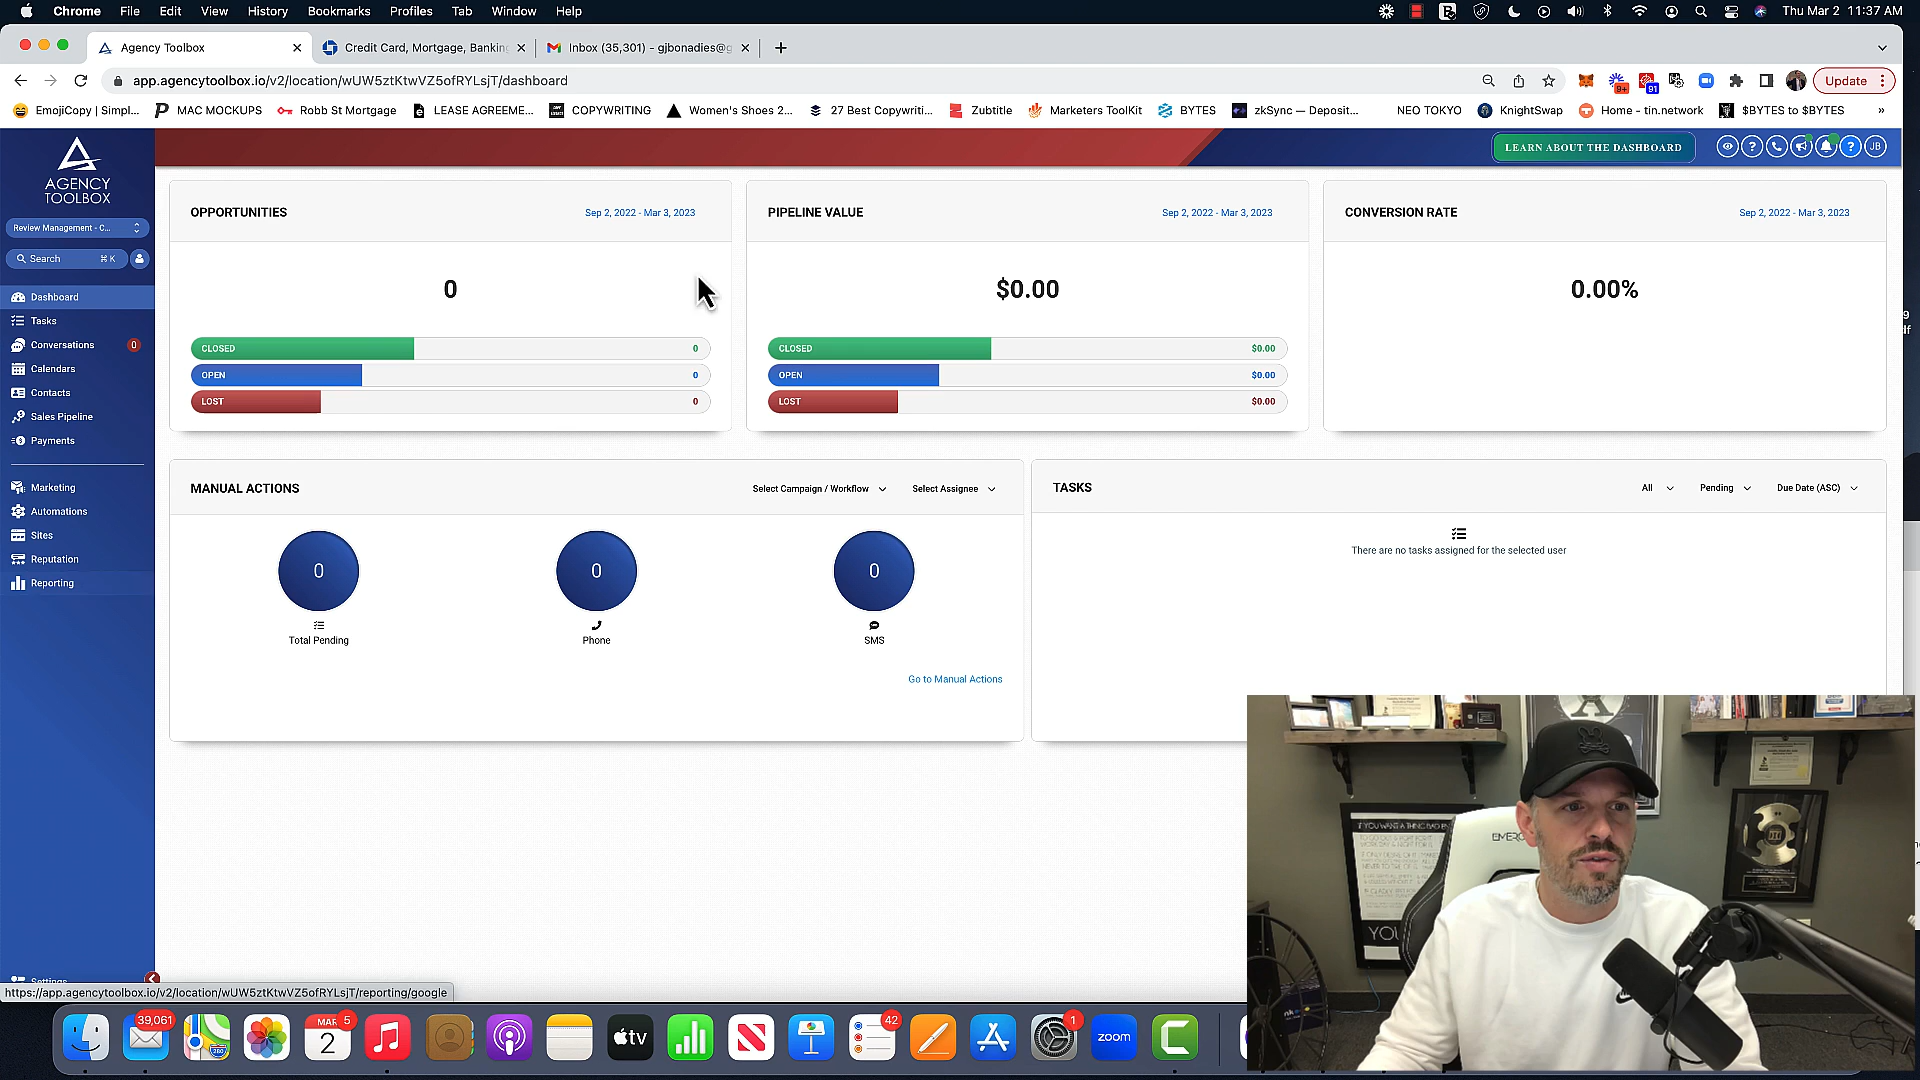 Chrome File Edit View History Bookmarks Profiles Tab Window Help
Thu Mar 2 11:37 AM
Agency Toolbox
Credit Card, Mortgage, Banking
Inbox (35,301) - gjbonadies@g
app.agencytoolbox.io/v2/location/wUW5ztKtwVZ5ofRYLsjT/dashboard
9+
91
Update
EmojiCopy | Simpl...
MAC MOCKUPS
Robb St Mortgage
LEASE AGREEME...
COPYWRITING
Women's Shoes 2...
27 Best Copywriti...
Zubtitle
Marketers ToolKit
BYTES
zkSync — Deposit...
NEO TOKYO
KnightSwap
Home - tin.network
$BYTES to $BYTES
»
AGENCY
TOOLBOX
LEARN ABOUT THE DASHBOARD
JB
Review Management - C...
Search ⌘ K
Dashboard
Tasks
Conversations 0
Calendars
Contacts
Sales Pipeline
Payments
Marketing
Automations
Sites
Reputation
Reporting
Settings
OPPORTUNITIES
Sep 2, 2022 - Mar 3, 2023
0
CLOSED 0
OPEN 0
LOST 0
PIPELINE VALUE
Sep 2, 2022 - Mar 3, 2023
$0.00
CLOSED $0.00
OPEN $0.00
LOST $0.00
CONVERSION RATE
Sep 2, 2022 - Mar 3, 2023
0.00%
MANUAL ACTIONS
Select Campaign / Workflow
Select Assignee
0
Total Pending
0
Phone
0
SMS
Go to Manual Actions
TASKS
All
Pending
Due Date (ASC)
There are no tasks assigned for the selected user
https://app.agencytoolbox.io/v2/location/wUW5ztKtwVZ5ofRYLsjT/reporting/google
39,061
MAR 5
2
tv
42
1
zoom